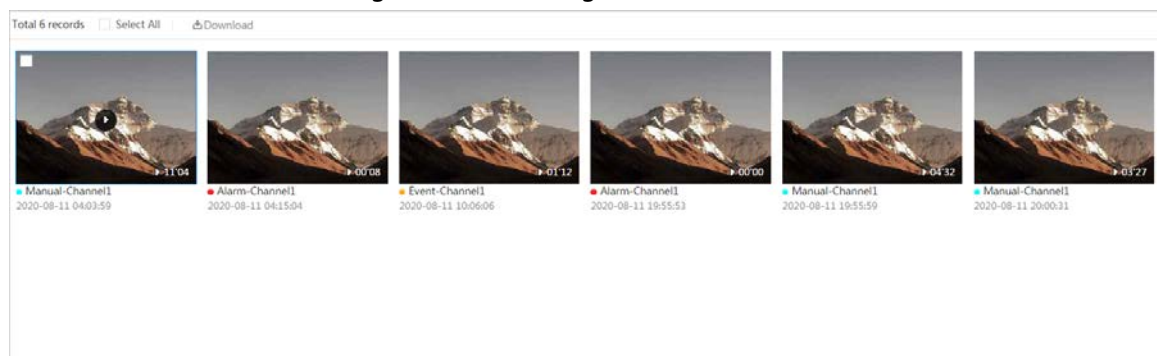 Total 6 records Select All Download
11'04 00'08 01'12 00'00 04'32 03'27
Manual-Channel1 Alarm-Channel1 Event-Channel1 Alarm-Channel1 Manual-Channel1 Manual-Channel1
2020-08-11 04:03:59 2020-08-11 04:15:04 2020-08-11 10:06:06 2020-08-11 19:55:53 2020-08-11 19:55:59 2020-08-11 20:00:31